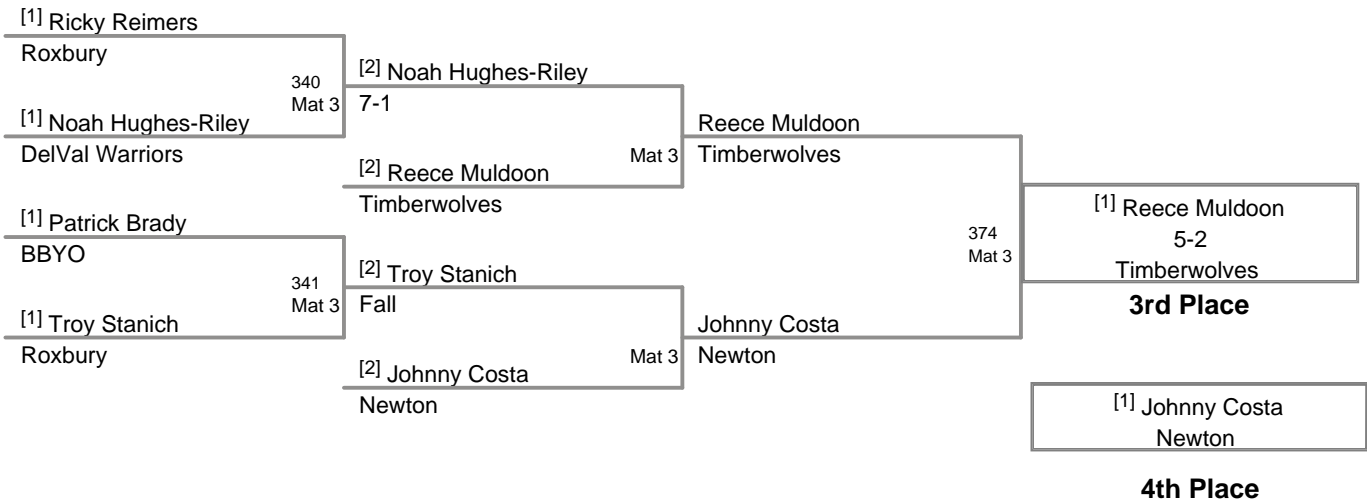 [1] Ricky Reimers
Roxbury
340
Mat 3
[2] Noah Hughes-Riley
7-1
[1] Noah Hughes-Riley
DelVal Warriors
Reece Muldoon
Timberwolves
Mat 3
[2] Reece Muldoon
Timberwolves
[1] Patrick Brady
BBYO
341
Mat 3
[2] Troy Stanich
Fall
[1] Troy Stanich
Roxbury
Johnny Costa
Newton
Mat 3
[2] Johnny Costa
Newton
374
Mat 3
[1] Reece Muldoon
5-2
Timberwolves
3rd Place
[1] Johnny Costa
Newton
4th Place